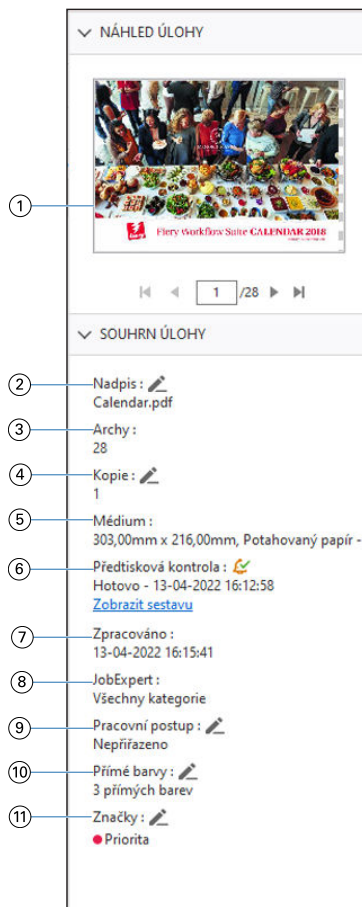 NÁHLED ÚLOHY
1
Fiery Workflow Suite CALENDAR 2018
1 /28
SOUHRN ÚLOHY
2 Nadpis :
Calendar.pdf
3 Archy :
28
4 Kopie :
1
5 Médium :
303,00mm x 216,00mm, Potahovaný papír -
6 Předtisková kontrola :
Hotovo - 13-04-2022 16:12:58
Zobrazit sestavu
7 Zpracováno :
13-04-2022 16:15:41
8 JobExpert :
Všechny kategorie
9 Pracovní postup :
Nepřiřazeno
10 Přímé barvy :
3 přímých barev
11 Značky :
Priorita